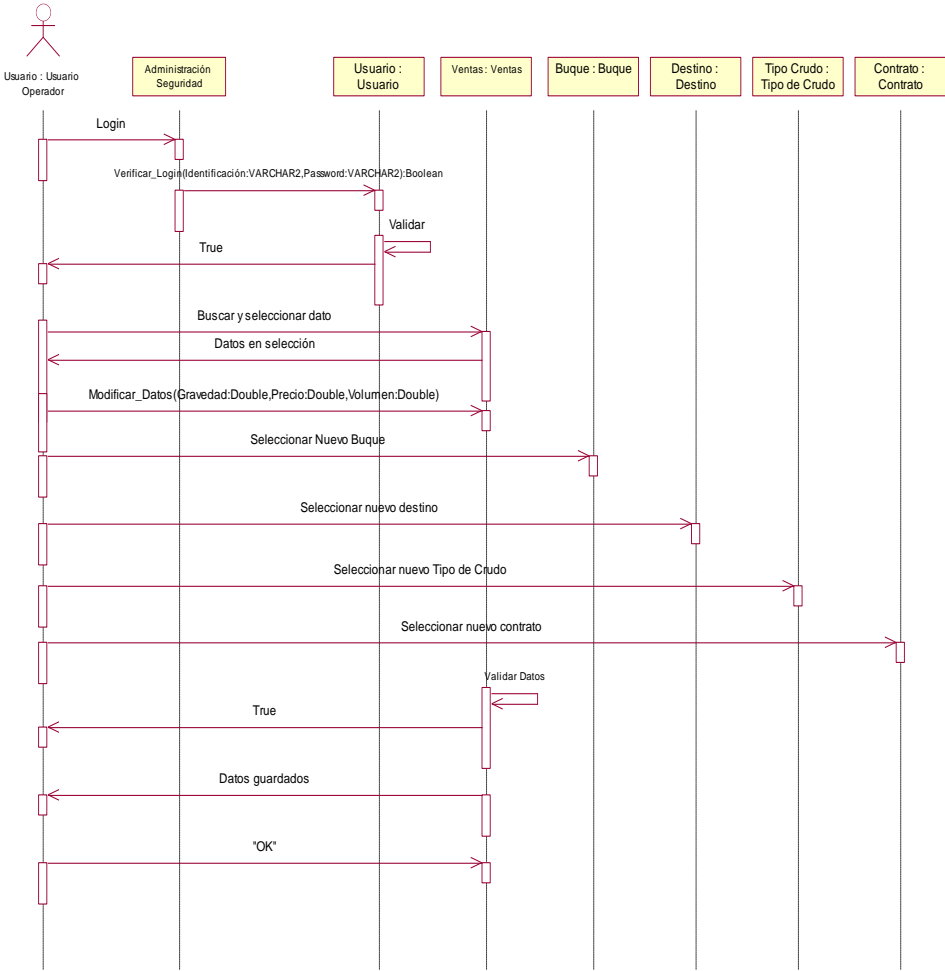 Usuario : Usuario
Operador
Administración
Seguridad
Usuario :
Usuario
Ventas : Ventas
Buque : Buque
Destino :
Destino
Tipo Crudo :
Tipo de Crudo
Contrato :
Contrato
Login
Verificar_Login(Identificación:VARCHAR2,Password:VARCHAR2):Boolean
Validar
True
Buscar y seleccionar dato
Datos en selección
Modificar_Datos(Gravedad:Double,Precio:Double,Volumen:Double)
Seleccionar Nuevo Buque
Seleccionar nuevo destino
Seleccionar nuevo Tipo de Crudo
Seleccionar nuevo contrato
Validar Datos
True
Datos guardados
"OK"